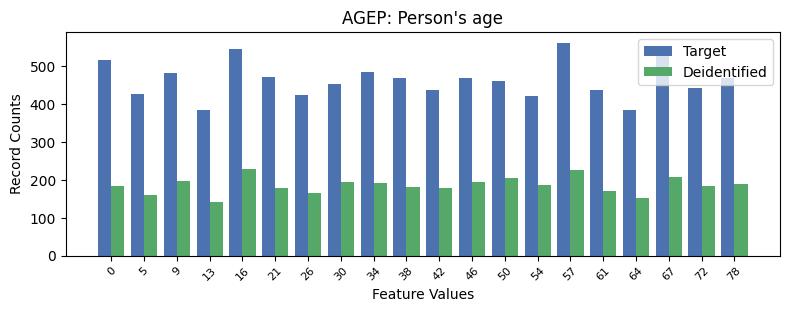 AGEP: Person's age
Target
Deidentified
Record Counts
500
400
300
200
100
0
0 5 9 13 16 21 26 30 34 38 42 46 50 54 57 61 64 67 72 78
Feature Values